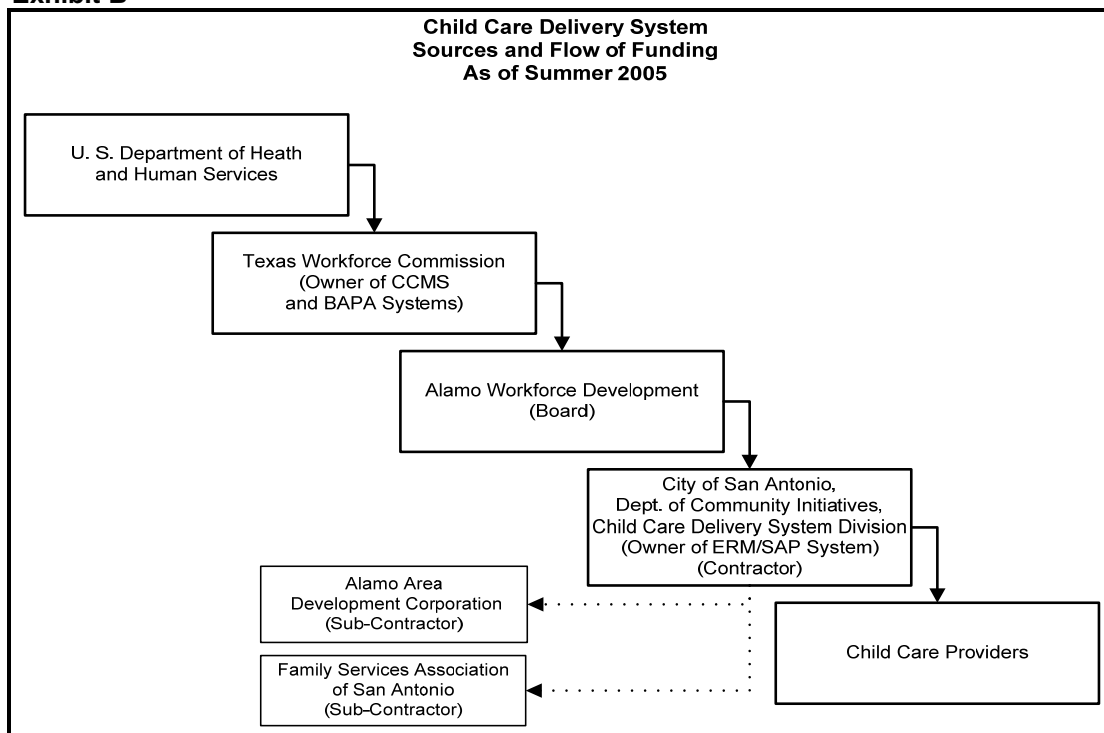 Exhibit B
Child Care Delivery System
Sources and Flow of Funding
As of Summer 2005
U. S. Department of Heath
and Human Services
Texas Workforce Commission
(Owner of CCMS
and BAPA Systems)
Alamo Workforce Development
(Board)
City of San Antonio,
Dept. of Community Initiatives,
Child Care Delivery System Division
(Owner of ERM/SAP System)
(Contractor)
Alamo Area
Development Corporation
(Sub-Contractor)
Child Care Providers
Family Services Association
of San Antonio
(Sub-Contractor)